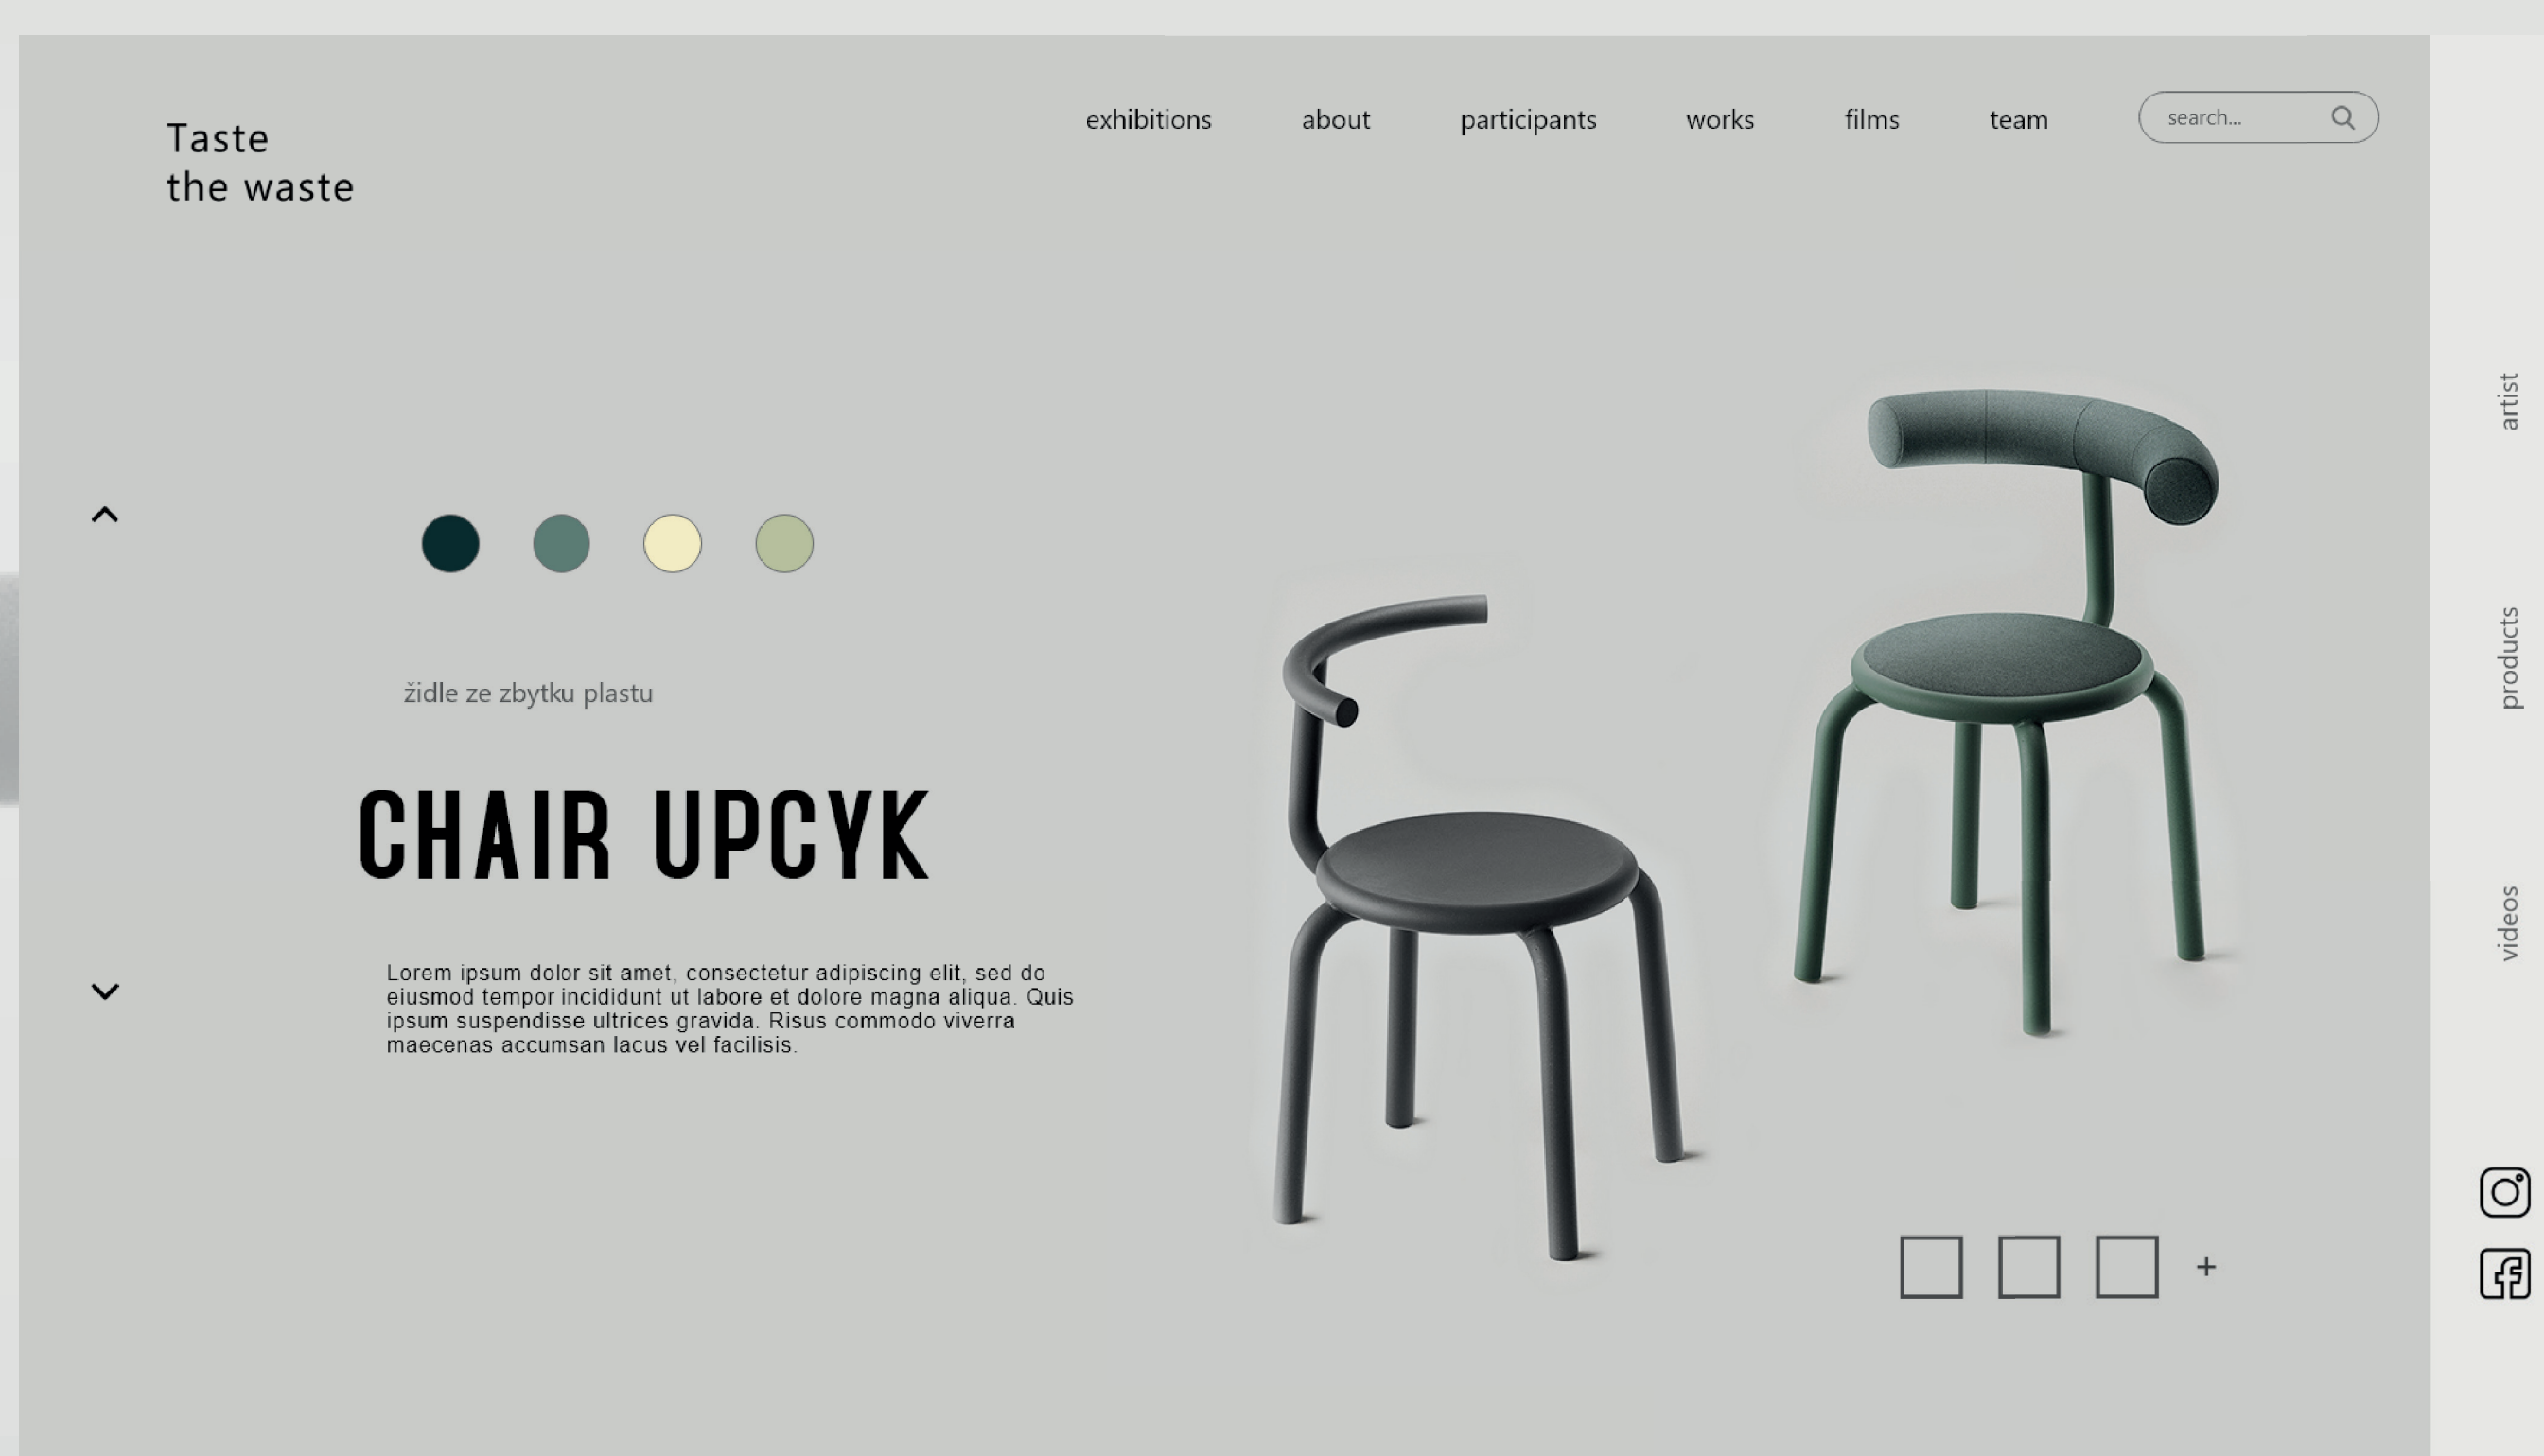 Taste
the waste
exhibitions about participants works films team search...
židle ze zbytku plastu
CHAIR UPCYK
Lorem ipsum dolor sit amet, consectetur adipiscing elit, sed do
eiusmod tempor incididunt ut labore et dolore magna aliqua. Quis
ipsum suspendisse ultrices gravida. Risus commodo viverra
maecenas accumsan lacus vel facilisis.
+
artist
products
videos